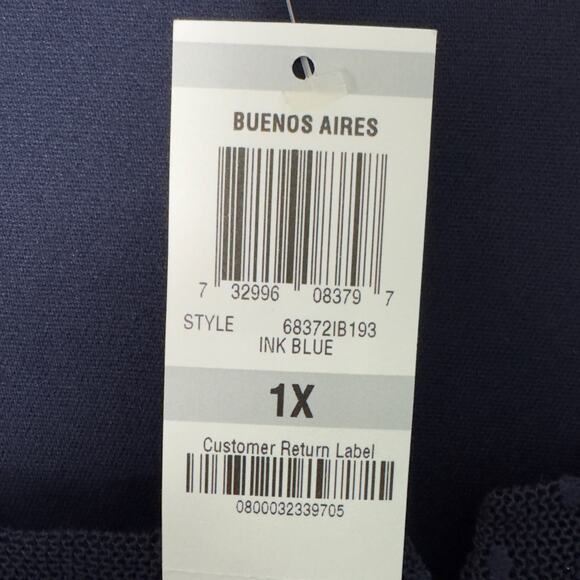 BUENOS AIRES
7 32996 08379 7
STYLE 68372IB193
INK BLUE
1X
Customer Return Label
0800032339705